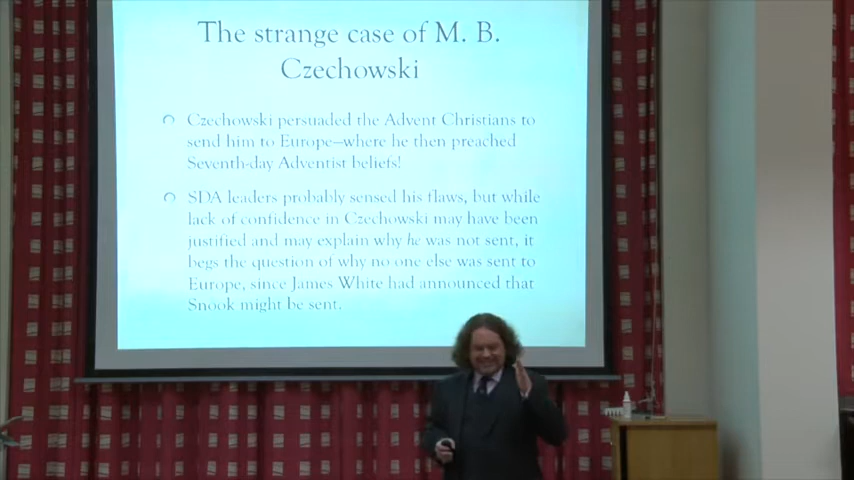 The strange case of M. B.
Czechowski
Czechowski persuaded the Advent Christians to
send him to Europe—where he then preached
Seventh-day Adventist beliefs!
SDA leaders probably sensed his flaws, but while
lack of confidence in Czechowski may have been
justified and may explain why he was not sent, it
begs the question of why no one else was sent to
Europe, since James White had announced that
Snook might be sent.